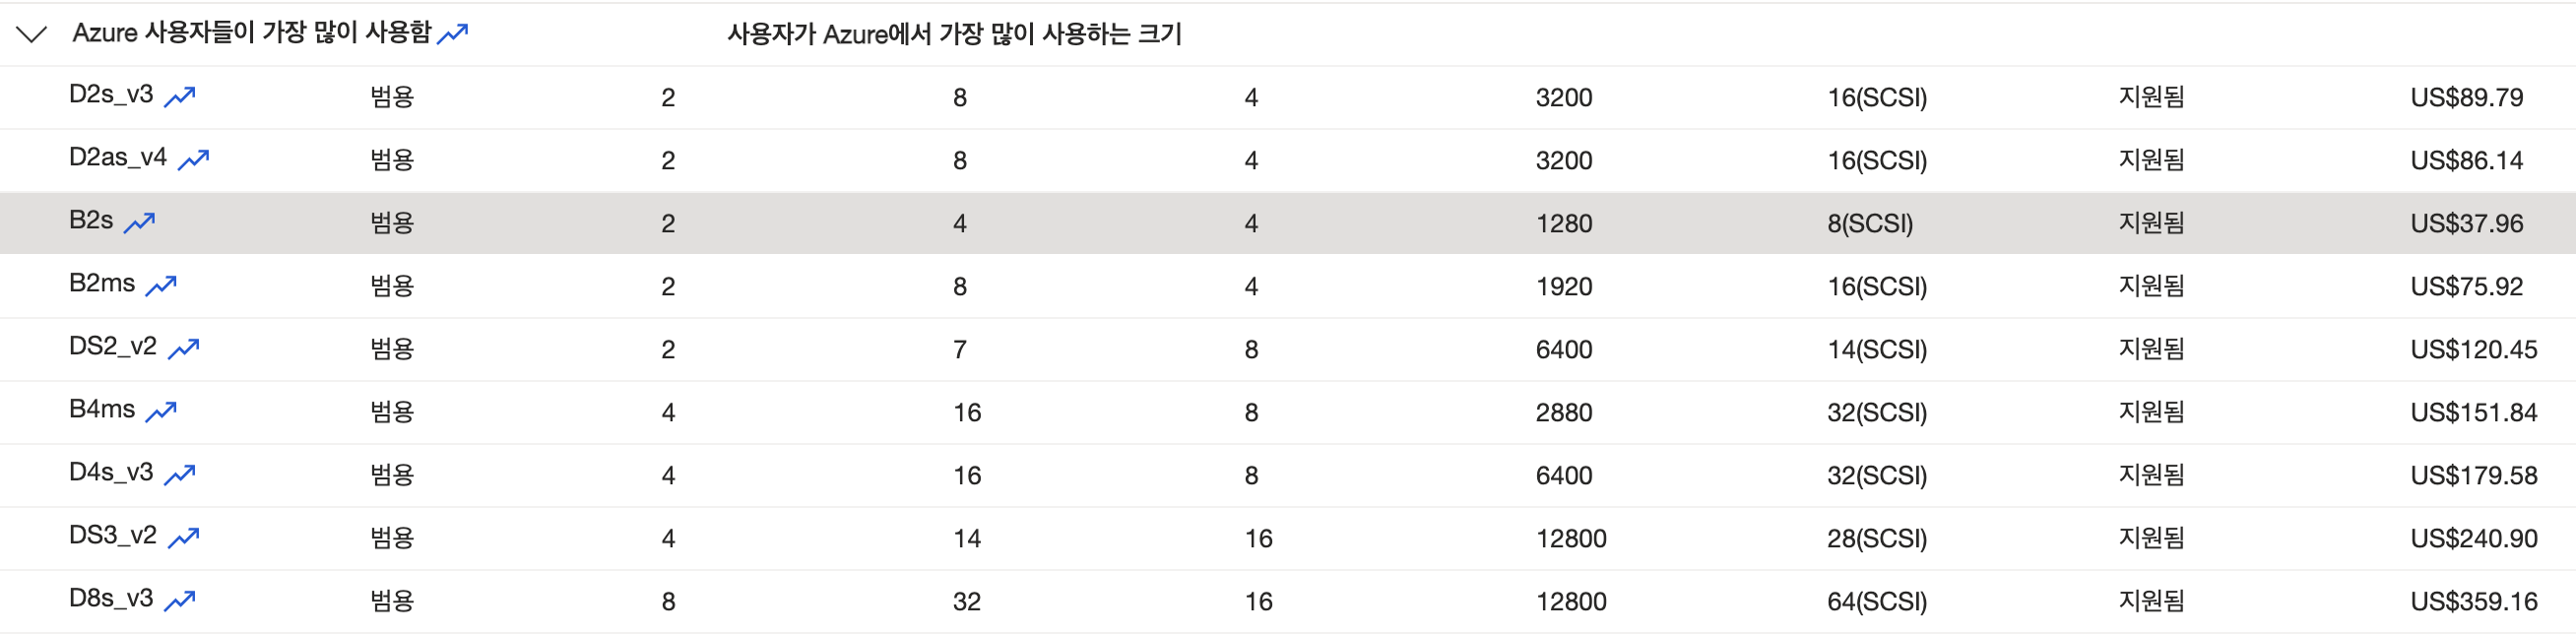 Azure 사용자들이 가장 많이 사용함 사용자가 Azure에서 가장 많이 사용하는 크기
D2s_v3 범용 2 8 4 3200 16(SCSI) 지원됨 US$89.79
D2as_v4 범용 2 8 4 3200 16(SCSI) 지원됨 US$86.14
B2s 범용 2 4 4 1280 8(SCSI) 지원됨 US$37.96
B2ms 범용 2 8 4 1920 16(SCSI) 지원됨 US$75.92
DS2_v2 범용 2 7 8 6400 14(SCSI) 지원됨 US$120.45
B4ms 범용 4 16 8 2880 32(SCSI) 지원됨 US$151.84
D4s_v3 범용 4 16 8 6400 32(SCSI) 지원됨 US$179.58
DS3_v2 범용 4 14 16 12800 28(SCSI) 지원됨 US$240.90
D8s_v3 범용 8 32 16 12800 64(SCSI) 지원됨 US$359.16